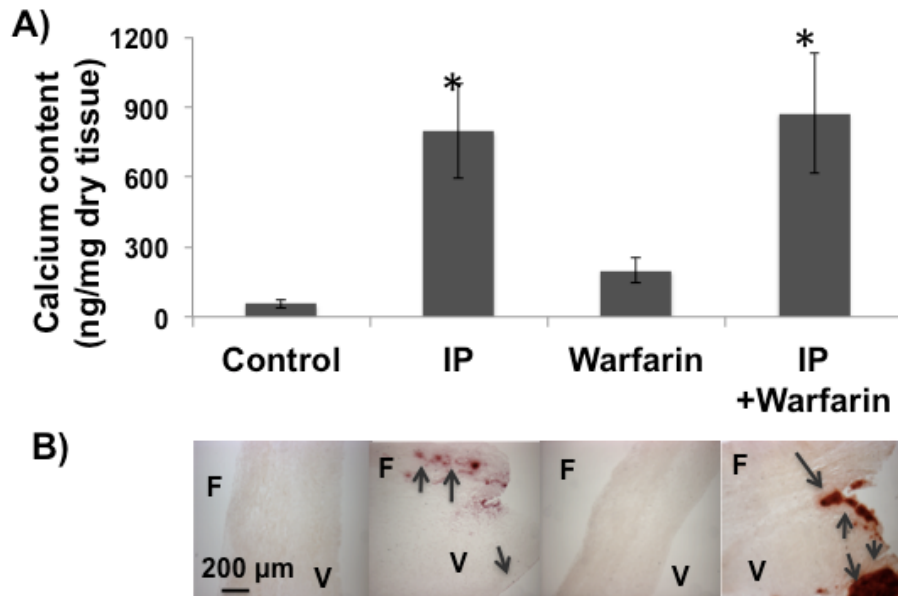 A)
Calcium content
(ng/mg dry tissue)
1200
900
600
300
0
*
*
Control
IP
Warfarin
IP
+Warfarin
B)
F
V
200 μm
F
V
F
V
F
V